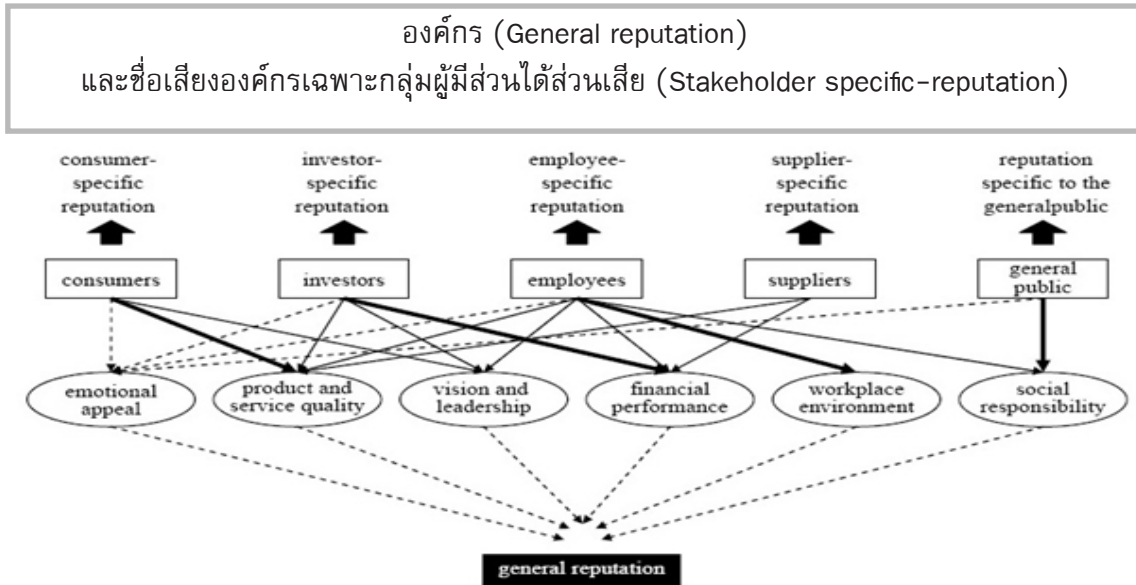 องค์กร (General reputation)
และชื่อเสียงองค์กรเฉพาะกลุ่มผู้มีส่วนได้ส่วนเสีย (Stakeholder specific-reputation)
consumer-
specific
reputation
investor-
specific
reputation
employee-
specific
reputation
supplier-
specific
reputation
reputation
specific to the
generalpublic
consumers
investors
employees
suppliers
general
public
emotional
appeal
product and
service quality
vision and
leadership
financial
performance
workplace
environment
social
responsibility
general reputation